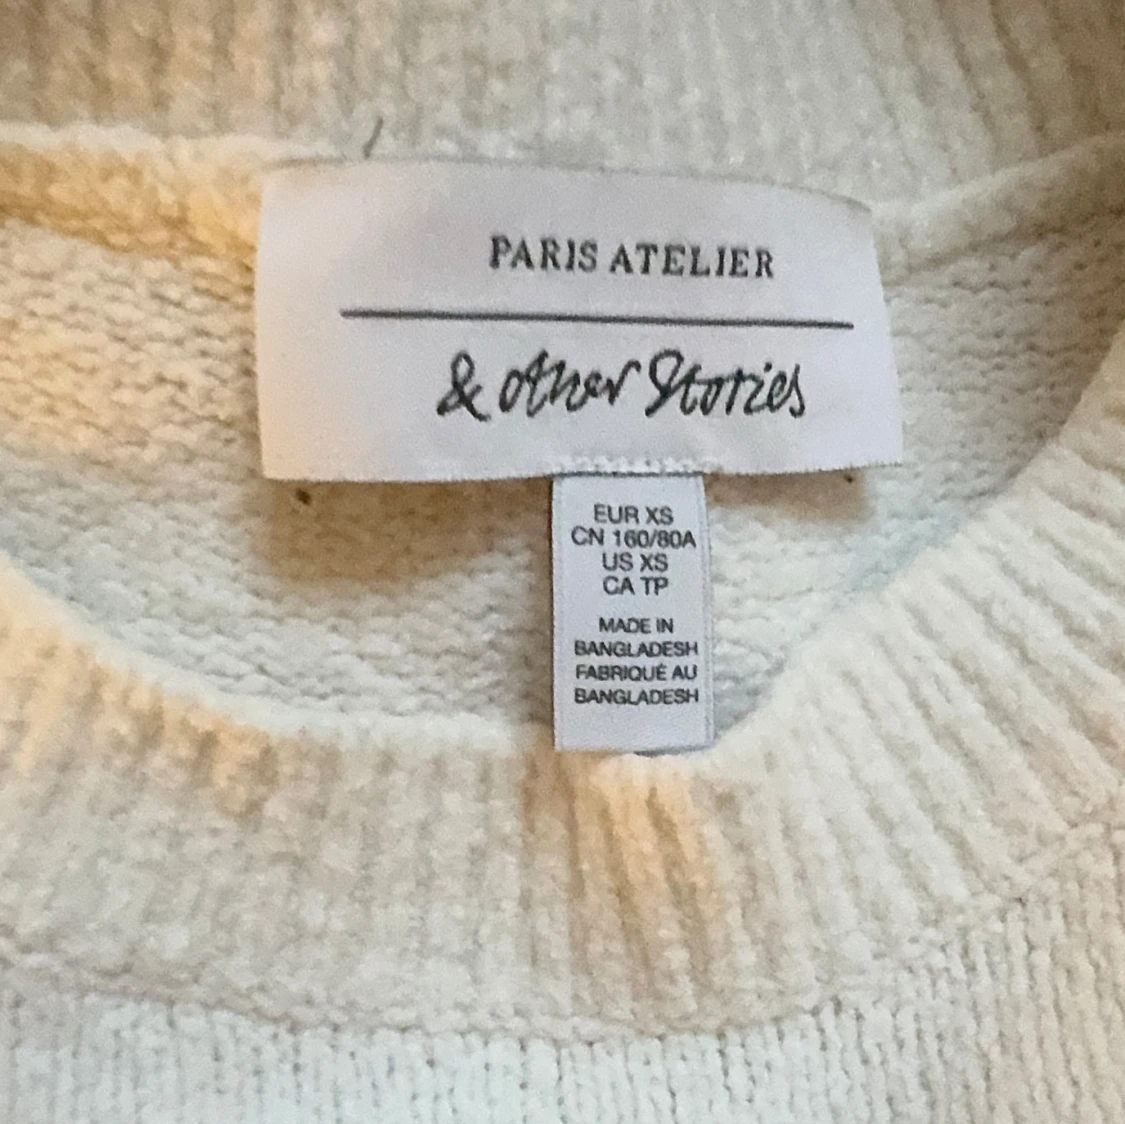 PARIS ATELIER
& other Stories
EUR XS
CN 160/80A
US XS
CA TP
MADE IN
BANGLADESH
FABRIQUÉ AU
BANGLADESH